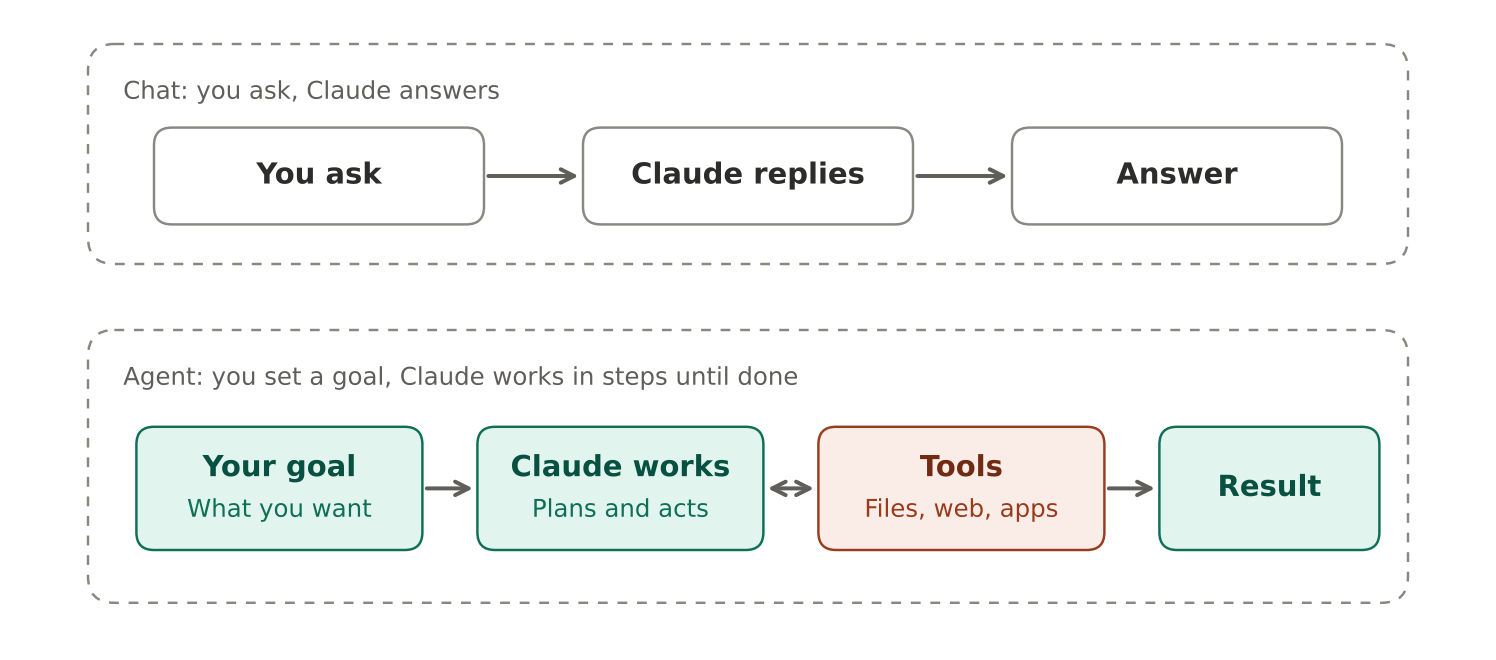 Chat: you ask, Claude answers
You ask
Claude replies
Answer
Agent: you set a goal, Claude works in steps until done
Your goal
What you want
Claude works
Plans and acts
Tools
Files, web, apps
Result